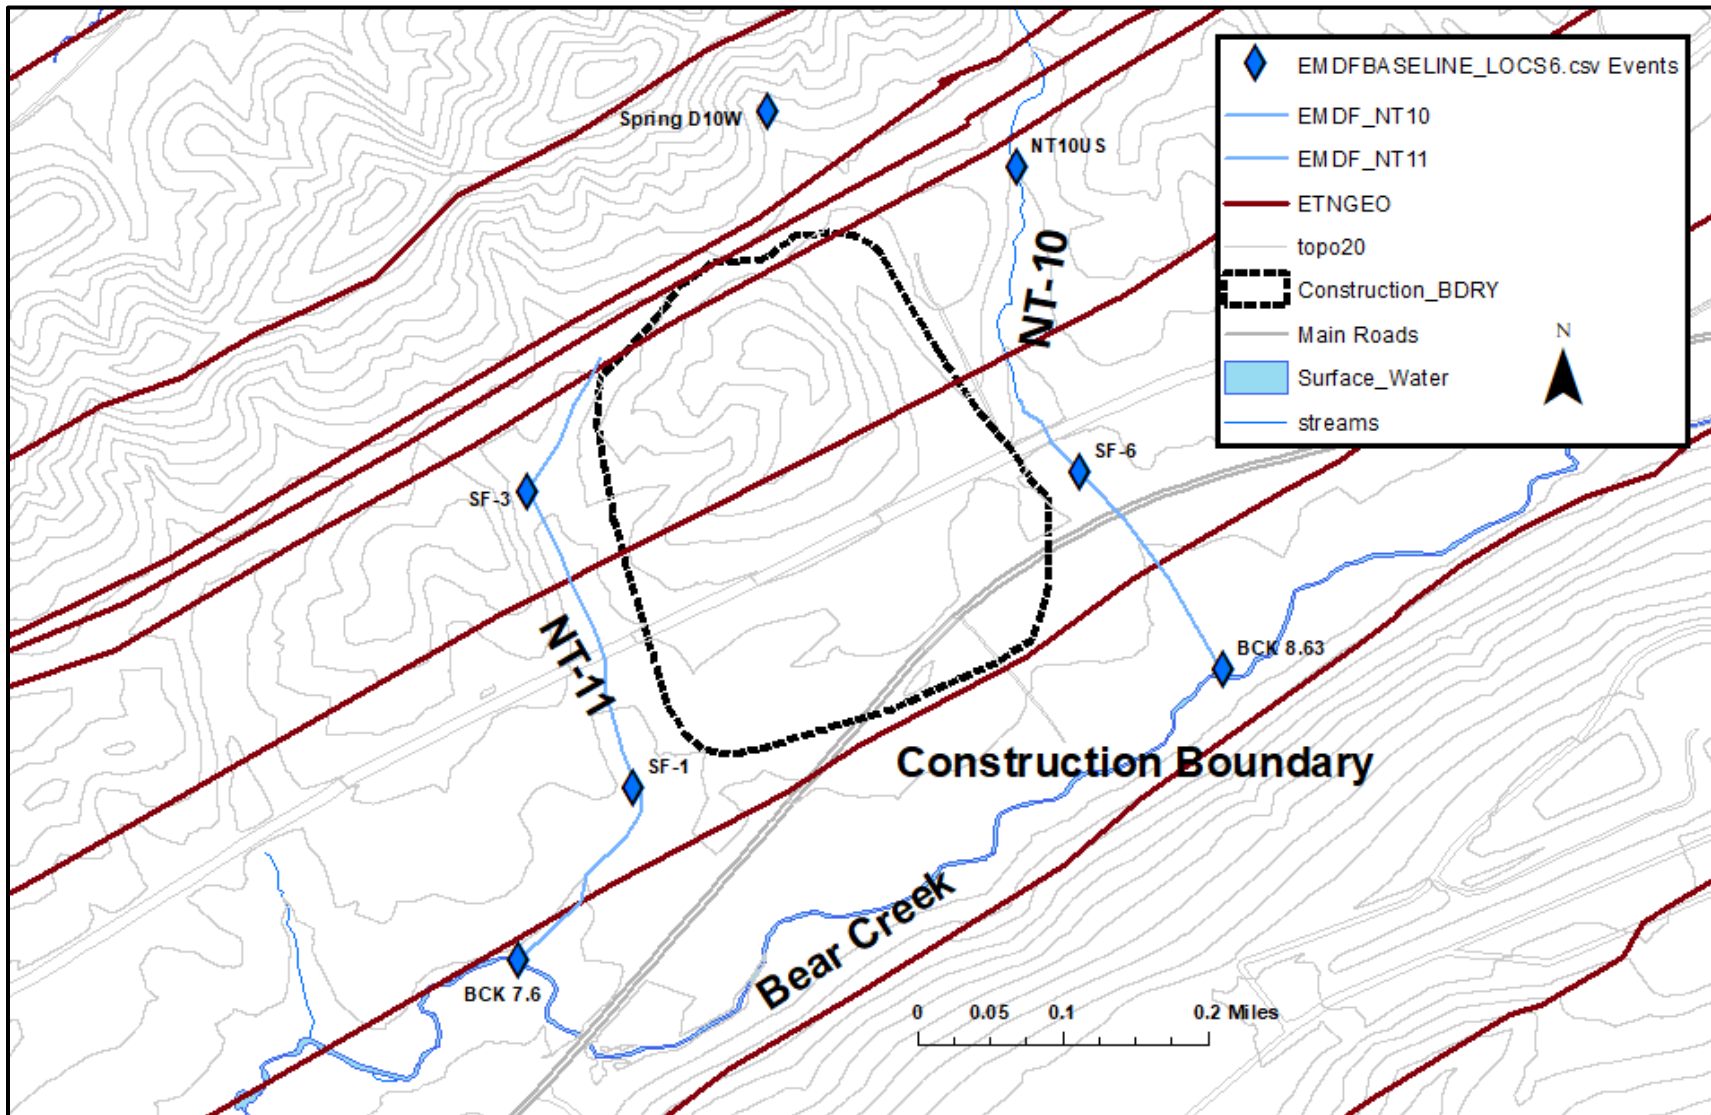 EMDFBASELINE_LOCS6.csv Events
EMDF_NT10
EMDF_NT11
ETNGEO
topo20
Construction_BDRY
Main Roads
Surface_Water
streams
N
Spring D10W
NT10US
NT-10
SF-6
SF-3
NT-11
BCK 8.63
SF-1
Construction Boundary
Bear Creek
BCK 7.6
0 0.05 0.1 0.2 Miles